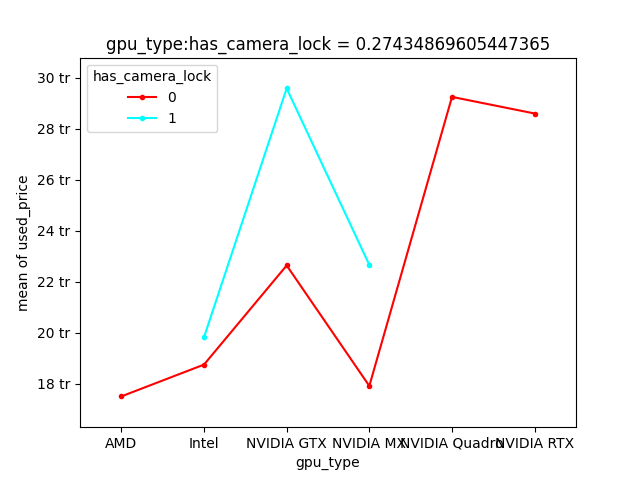 gpu_type:has_camera_lock = 0.27434869605447365
has_camera_lock
0
1
mean of used_price
30 tr
28 tr
26 tr
24 tr
22 tr
20 tr
18 tr
AMD Intel NVIDIA GTX NVIDIA MX NVIDIA Quadro NVIDIA RTX
gpu_type